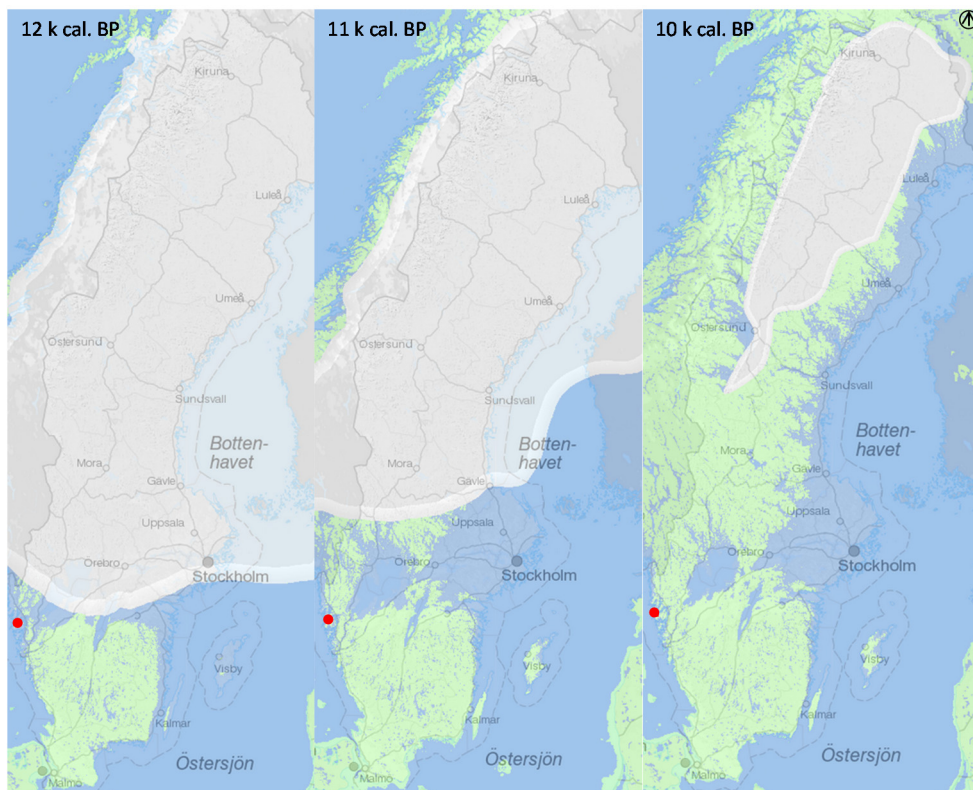 12 k cal. BP
Kiruna
Luleå
Umeå
Östersund
Sundsvall
Botten-
havet
Mora
Gävle
Uppsala
Örebro
Stockholm
Visby
Kalmar
Östersjön
Malmö
11 k cal. BP
Kiruna
Luleå
Umeå
Östersund
Sundsvall
Botten-
havet
Mora
Gävle
Uppsala
Örebro
Stockholm
Visby
Kalmar
Östersjön
Malmö
10 k cal. BP
Kiruna
Luleå
Umeå
Östersund
Sundsvall
Botten-
havet
Mora
Gävle
Uppsala
Örebro
Stockholm
Visby
Kalmar
Östersjön
Malmö